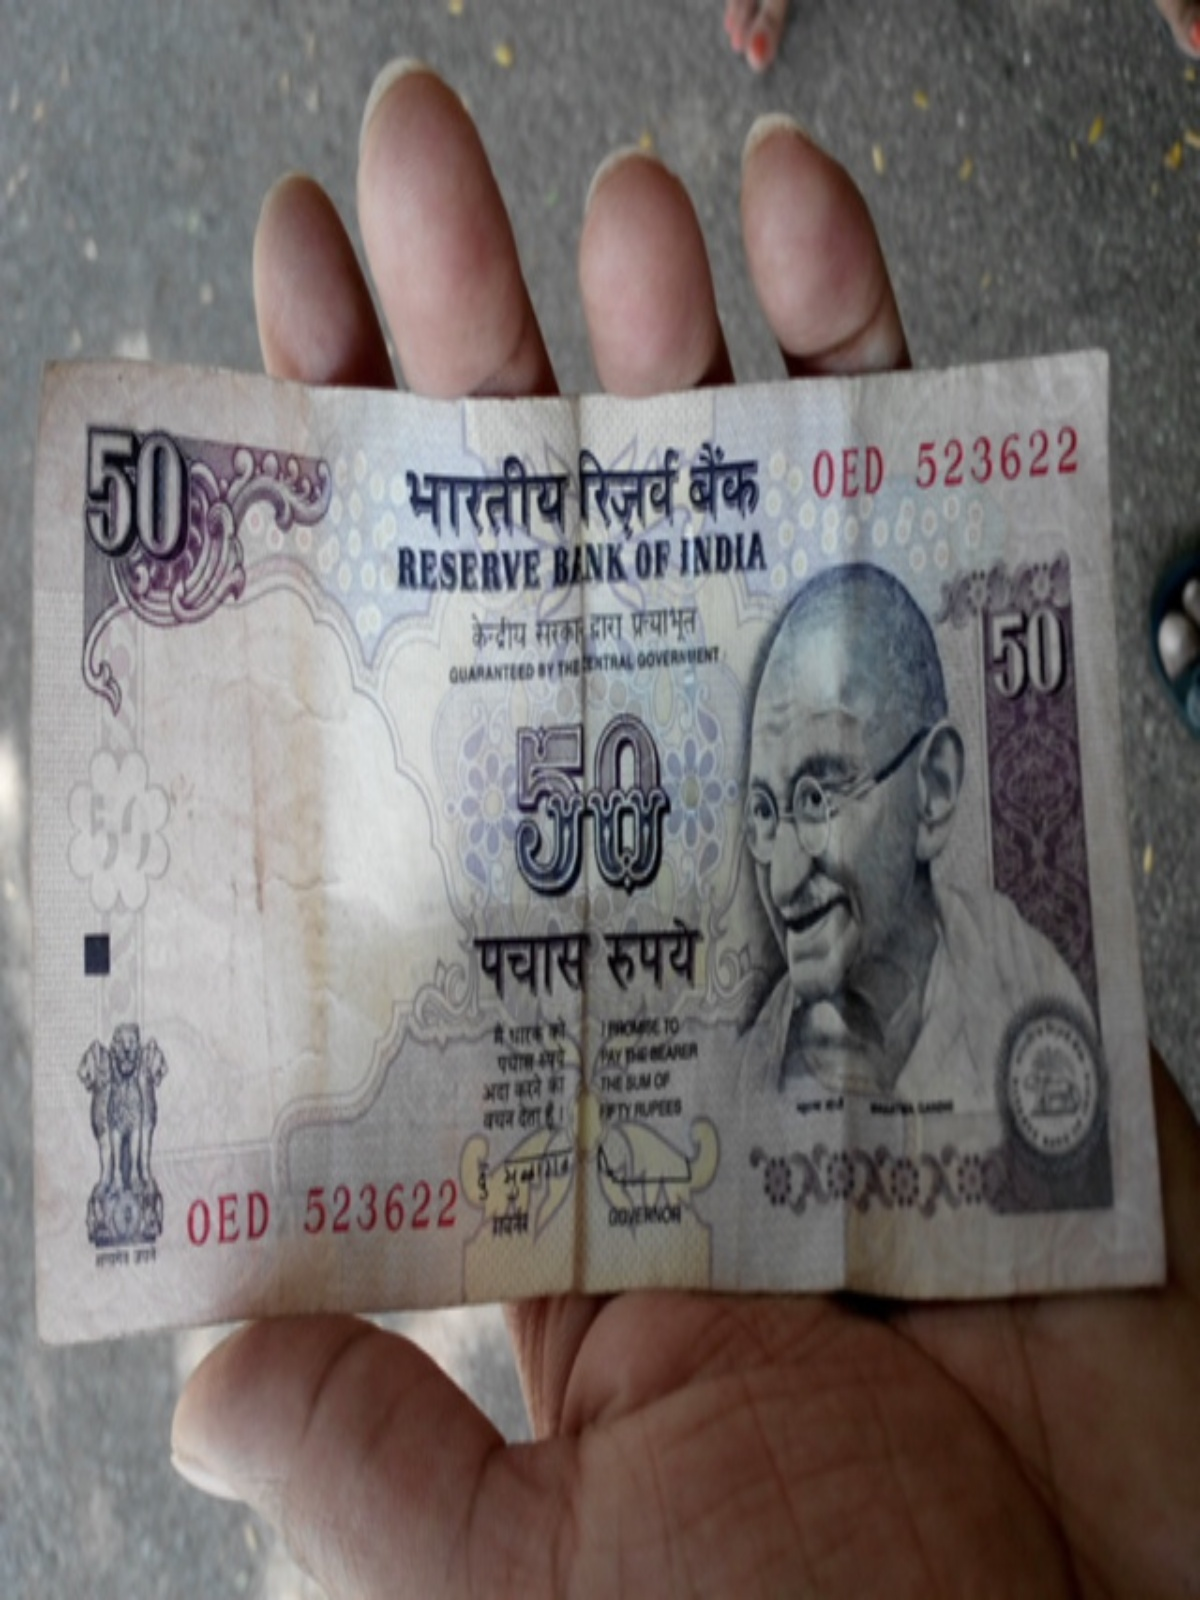 50
भारतीय रिज़र्व बैंक
OED 523622
RESERVE BANK OF INDIA
केन्द्रीय सरकार द्वारा प्रत्याभूत
GUARANTEED BY THE CENTRAL GOVERNMENT
50
50
50
पचास रुपये
मैं धारक को
पचास रुपये
अदा करने का
वचन देता हूँ।
I PROMISE TO
PAY THE BEARER
THE SUM OF
FIFTY RUPEES
महात्मा गांधी MAHATMA GANDHI
OED 523622
गवर्नर GOVERNOR
सत्यमेव जयते